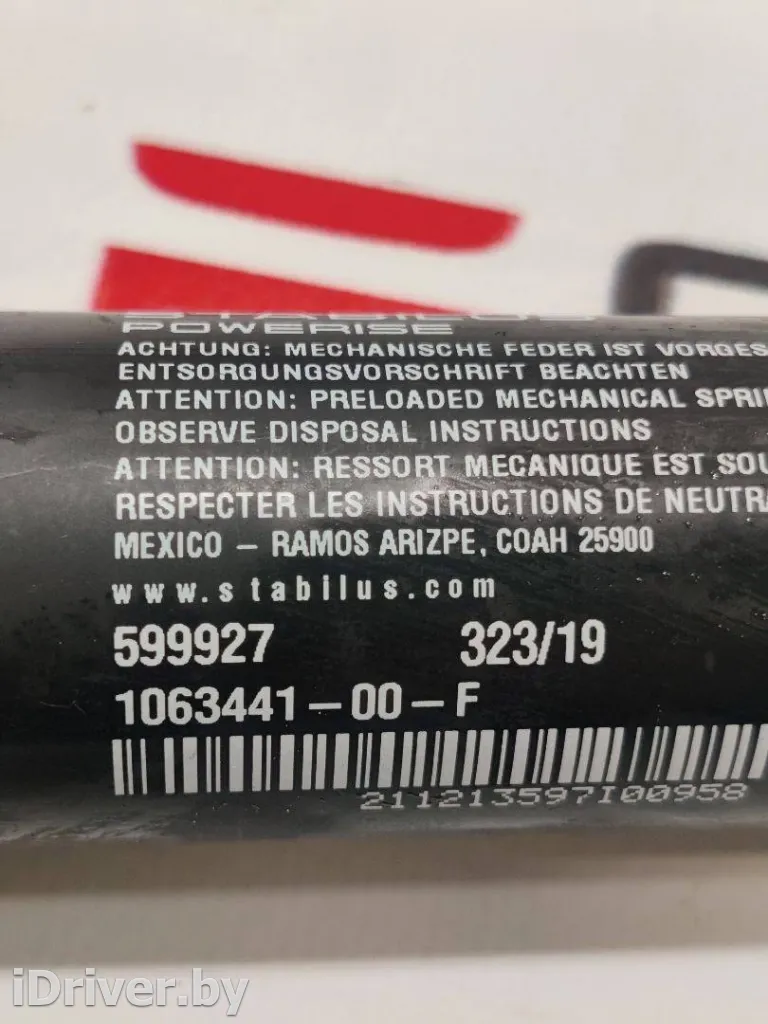 STABILUS
POWERISE
ACHTUNG: MECHANISCHE FEDER IST VORGES
ENTSORGUNGSVORSCHRIFT BEACHTEN
ATTENTION: PRELOADED MECHANICAL SPRI
OBSERVE DISPOSAL INSTRUCTIONS
ATTENTION: RESSORT MECANIQUE EST SOU
RESPECTER LES INSTRUCTIONS DE NEUTRA
MEXICO – RAMOS ARIZPE, COAH 25900
www.stabilus.com
599927 323/19
1063441-00-F
211213597I00958
iDriver.by